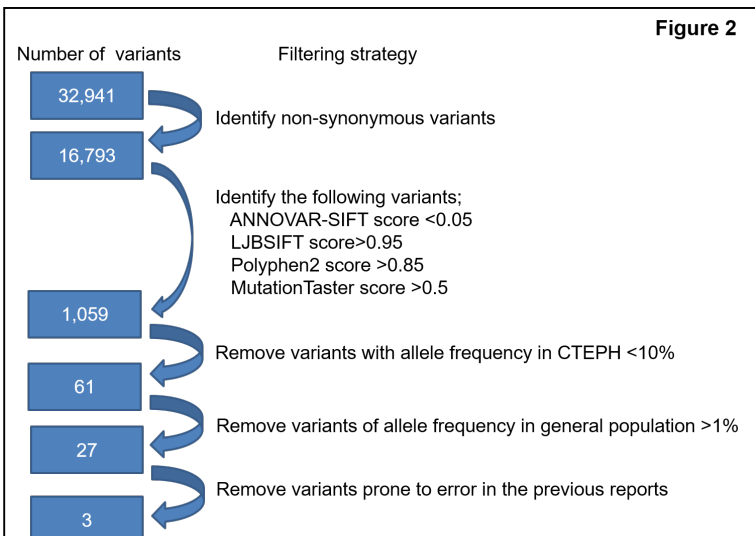 Figure 2
Number of variants
Filtering strategy
32,941
Identify non-synonymous variants
16,793
Identify the following variants;
ANNOVAR-SIFT score <0.05
LJBSIFT score>0.95
Polyphen2 score >0.85
MutationTaster score >0.5
1,059
Remove variants with allele frequency in CTEPH <10%
61
Remove variants of allele frequency in general population >1%
27
Remove variants prone to error in the previous reports
3